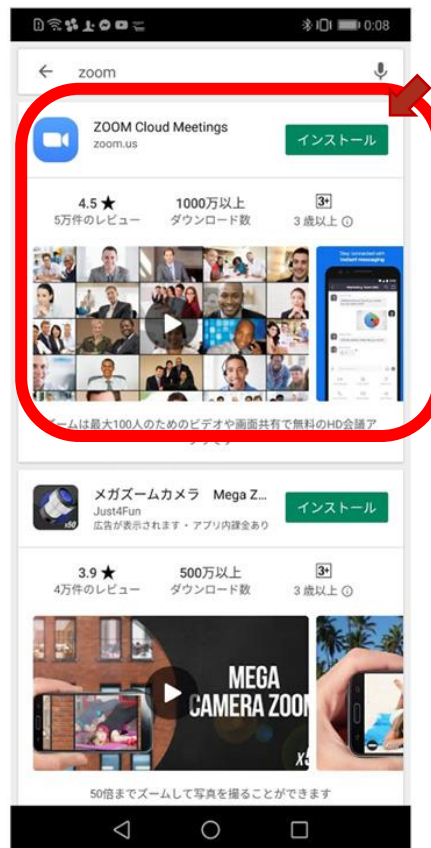 0:08
zoom
ZOOM Cloud Meetings
zoom.us
インストール
4.5 ★
1000万以上
3+
5万件のレビュー
ダウンロード数
3 歳以上
ズームは最大100人のためのビデオや画面共有で無料のHD会議ア
メガズームカメラ　Mega Z...
Just4Fun
広告が表示されます・アプリ内課金あり
インストール
3.9 ★
500万以上
3+
4万件のレビュー
ダウンロード数
3 歳以上
MEGA
CAMERA ZOO
50倍までズームして写真を撮ることができます